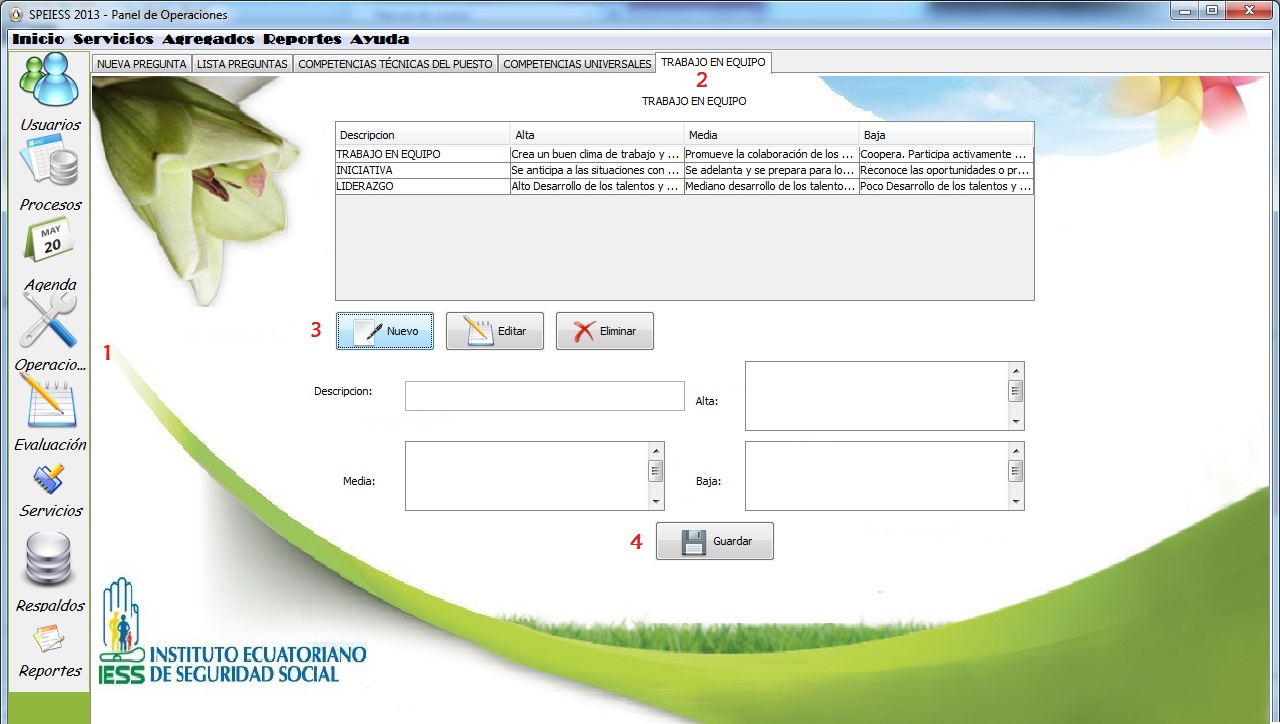 SPEIESS 2013 - Panel de Operaciones
Inicio Servicios Agregados Reportes Ayuda
NUEVA PREGUNTA LISTA PREGUNTAS COMPETENCIAS TÉCNICAS DEL PUESTO COMPETENCIAS UNIVERSALES TRABAJO EN EQUIPO
2
TRABAJO EN EQUIPO
Descripcion Alta Media Baja
TRABAJO EN EQUIPO Crea un buen clima de trabajo y ... Promueve la colaboración de los ... Coopera. Participa activamente ...
INICIATIVA Se anticipa a las situaciones con ... Se adelanta y se prepara para lo... Reconoce las oportunidades o pr...
LIDERAZGO Alto Desarrollo de los talentos y ... Mediano desarrollo de los talento... Poco Desarrollo de los talentos y ...
3 Nuevo Editar Eliminar
1
Descripcion:
Alta:
Media:
Baja:
4 Guardar
Usuarios
Procesos
MAY
20
Agenda
Operacio...
Evaluación
Servicios
Respaldos
Reportes
IESS
INSTITUTO ECUATORIANO
DE SEGURIDAD SOCIAL